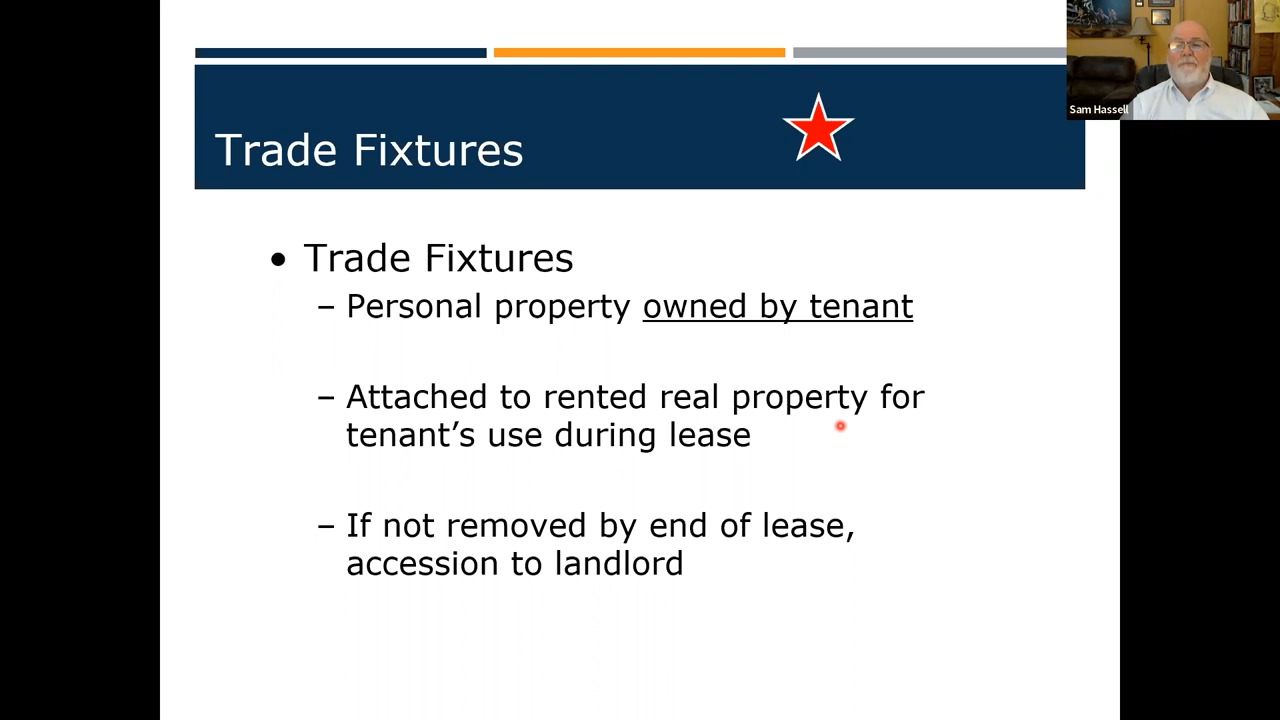 Sam Hassell
Trade Fixtures
• Trade Fixtures
– Personal property owned by tenant
– Attached to rented real property for
tenant’s use during lease
– If not removed by end of lease,
accession to landlord